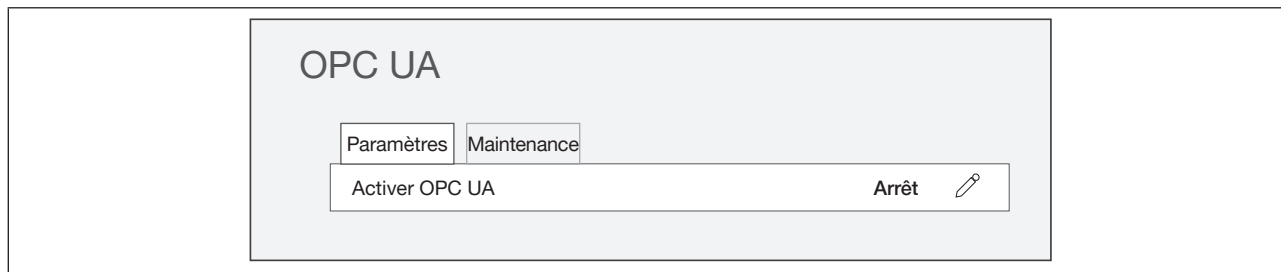 OPC UA
Paramètres Maintenance
Activer OPC UA Arrêt